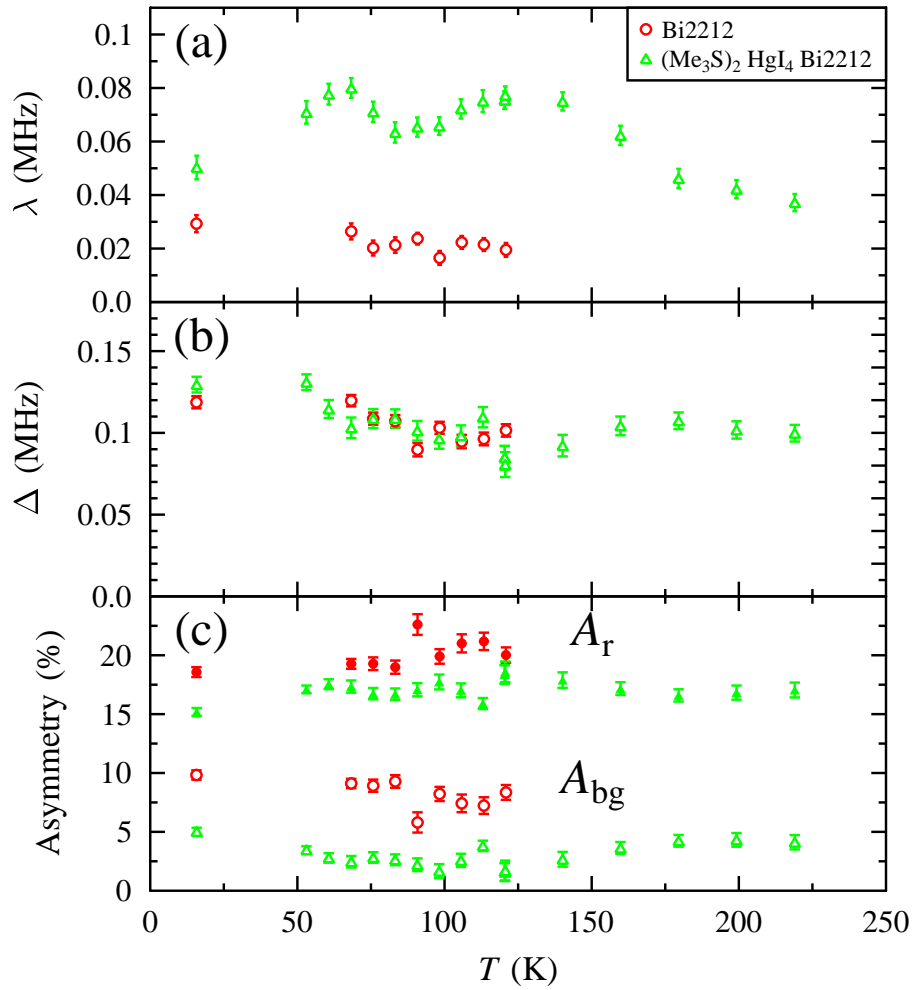 (a)
Bi2212
(Me₃S)₂ HgI₄ Bi2212
λ (MHz)
0.1
0.08
0.06
0.04
0.02
0.0
(b)
Δ (MHz)
0.15
0.1
0.05
0.0
(c)
A_r
A_bg
Asymmetry (%)
20
15
10
5
0
0 50 100 150 200 250
T (K)